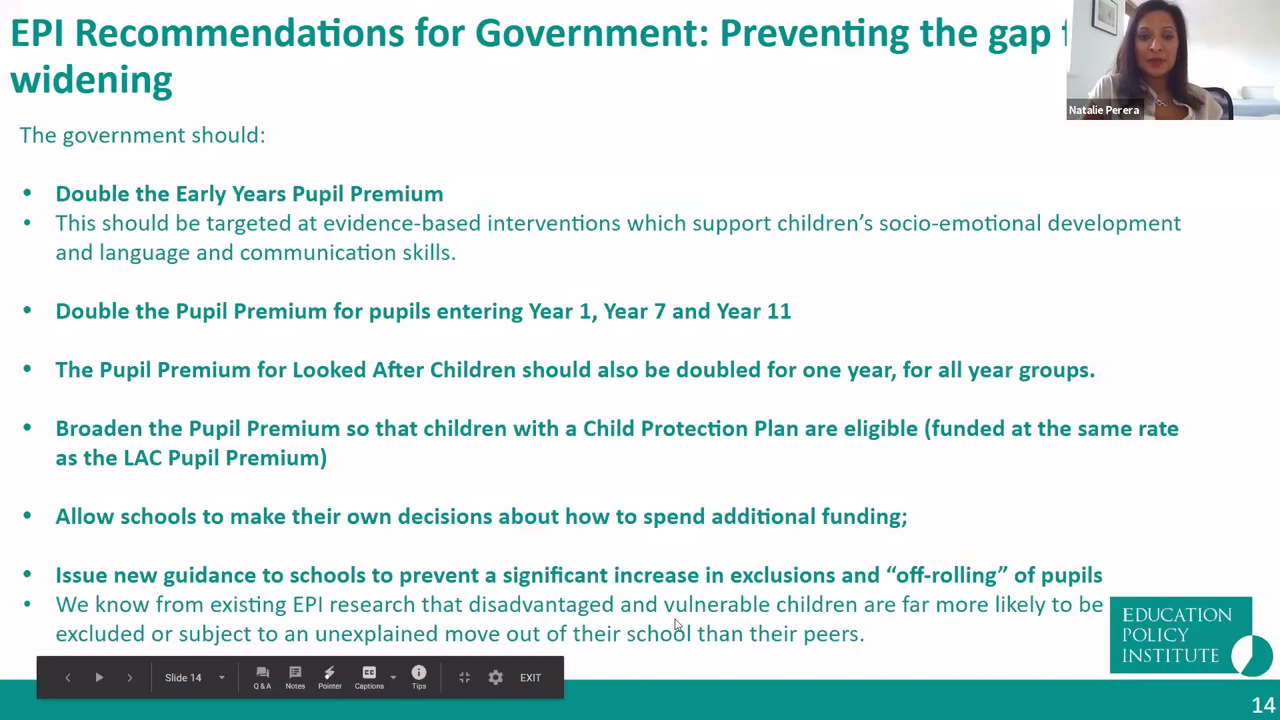 EPI Recommendations for Government: Preventing the gap
widening
Natalie Perera
The government should:
• Double the Early Years Pupil Premium
• This should be targeted at evidence-based interventions which support children’s socio-emotional development
and language and communication skills.
• Double the Pupil Premium for pupils entering Year 1, Year 7 and Year 11
• The Pupil Premium for Looked After Children should also be doubled for one year, for all year groups.
• Broaden the Pupil Premium so that children with a Child Protection Plan are eligible (funded at the same rate
as the LAC Pupil Premium)
• Allow schools to make their own decisions about how to spend additional funding;
• Issue new guidance to schools to prevent a significant increase in exclusions and “off-rolling” of pupils
• We know from existing EPI research that disadvantaged and vulnerable children are far more likely to be
excluded or subject to an unexplained move out of their school than their peers.
EDUCATION
POLICY
INSTITUTE
Slide 14
Q & A
Notes
Pointer
Captions
Tips
EXIT
14